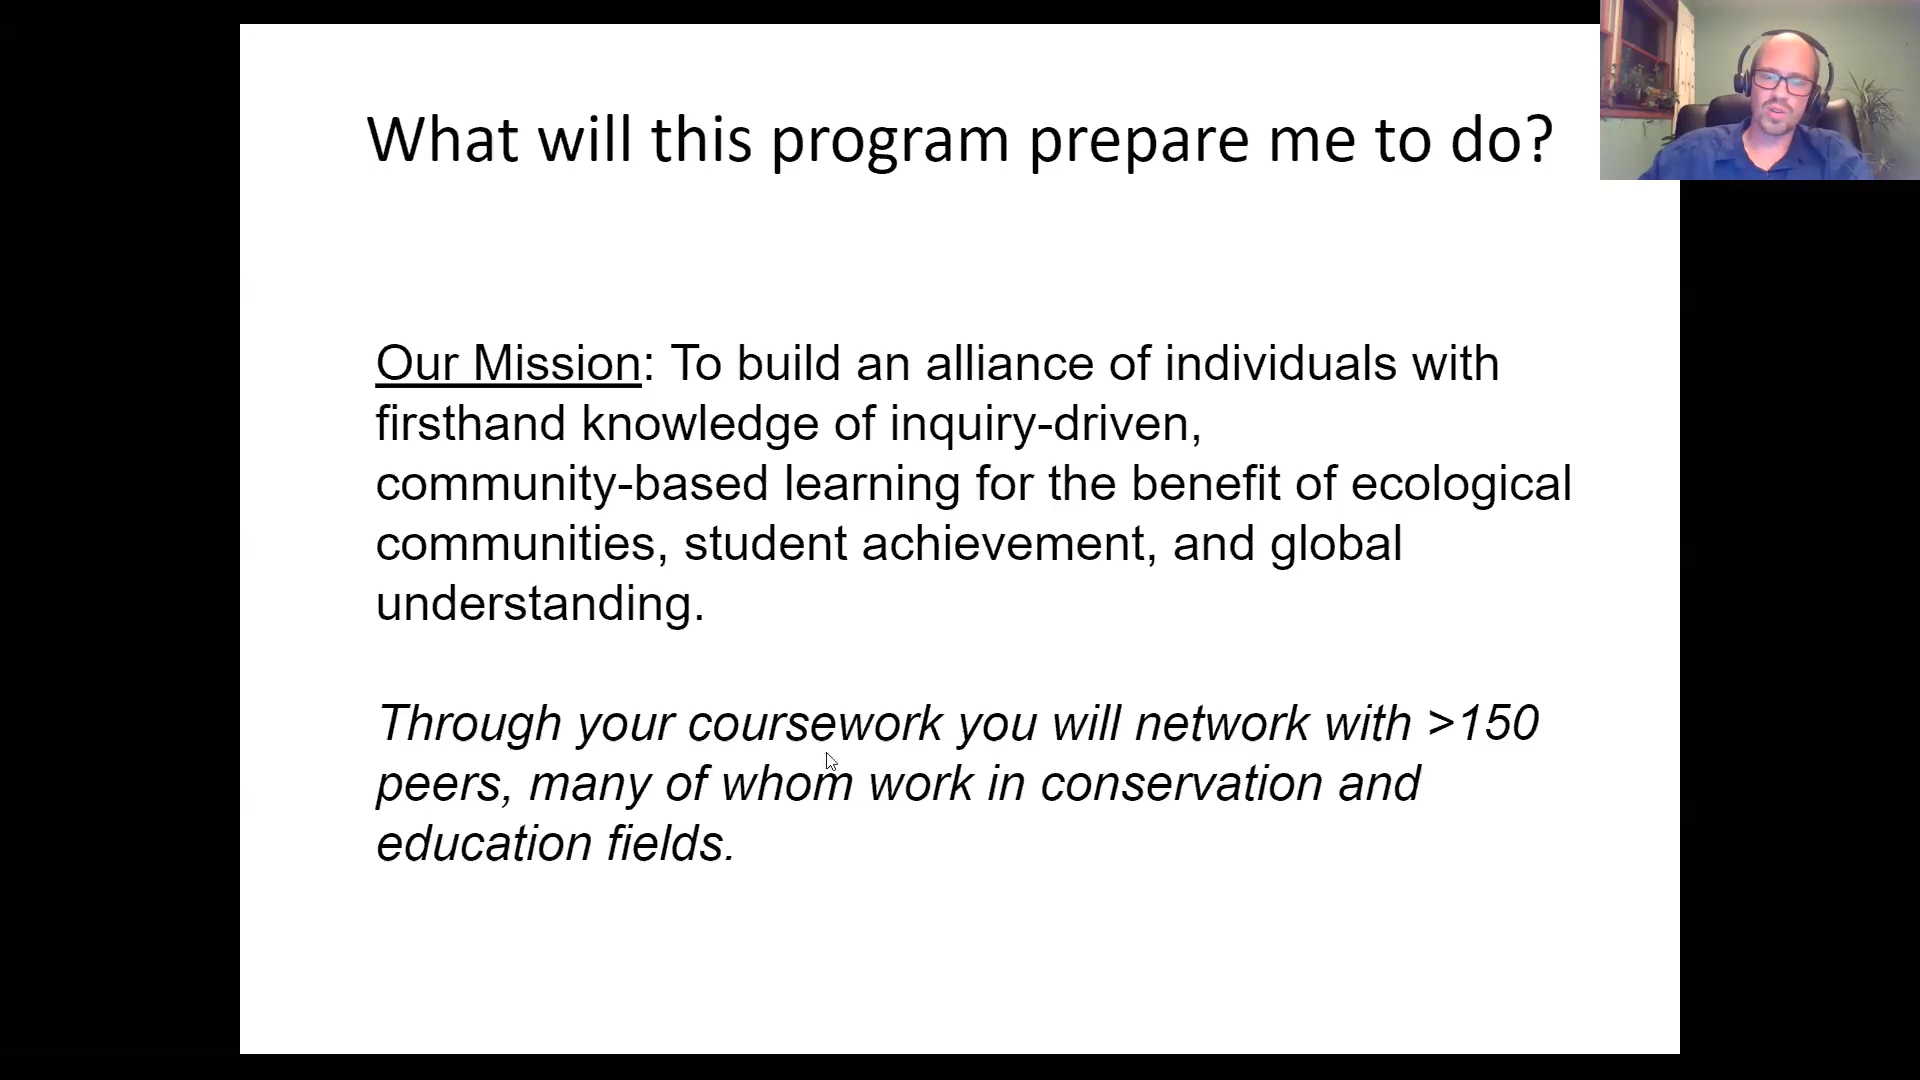 What will this program prepare me to do?
Our Mission: To build an alliance of individuals with
firsthand knowledge of inquiry-driven,
community-based learning for the benefit of ecological
communities, student achievement, and global
understanding.
Through your coursework you will network with >150
peers, many of whom work in conservation and
education fields.